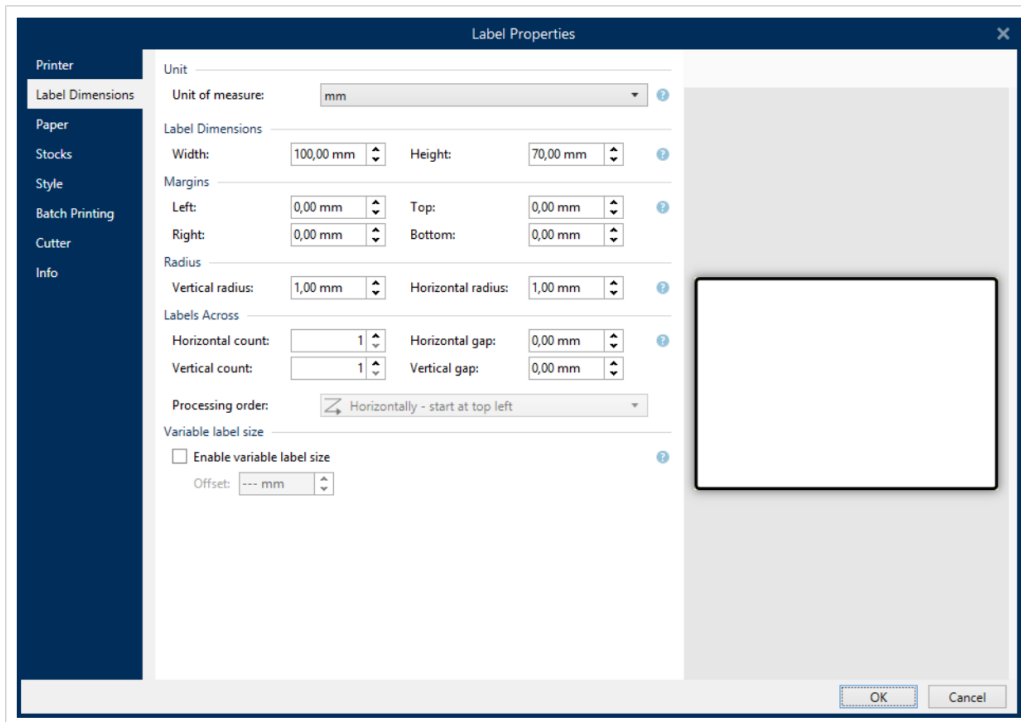 Label Properties
Printer
Label Dimensions
Paper
Stocks
Style
Batch Printing
Cutter
Info
Unit
Unit of measure: mm
Label Dimensions
Width: 100,00 mm Height: 70,00 mm
Margins
Left: 0,00 mm Top: 0,00 mm
Right: 0,00 mm Bottom: 0,00 mm
Radius
Vertical radius: 1,00 mm Horizontal radius: 1,00 mm
Labels Across
Horizontal count: 1 Horizontal gap: 0,00 mm
Vertical count: 1 Vertical gap: 0,00 mm
Processing order: Horizontally - start at top left
Variable label size
Enable variable label size
Offset: --- mm
OK Cancel